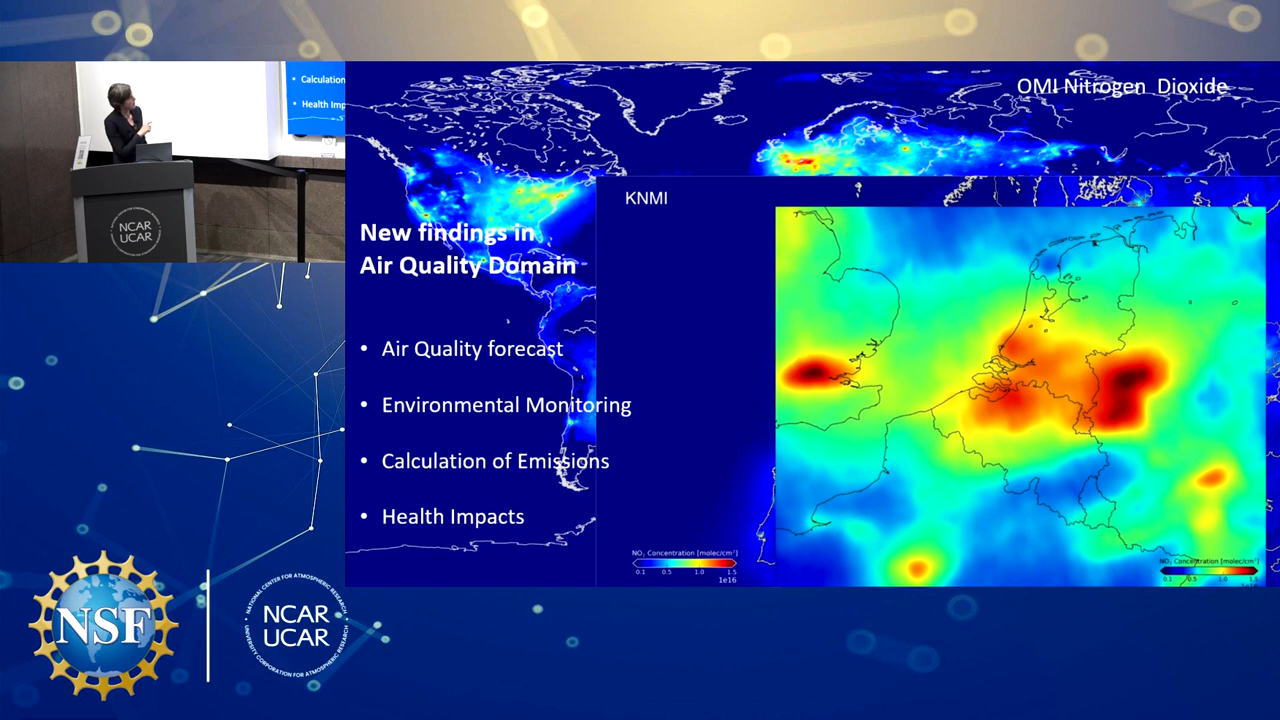 Calculation
Health Imp
NCAR
UCAR
OMI Nitrogen Dioxide
KNMI
New findings in
Air Quality Domain
• Air Quality forecast
• Environmental Monitoring
• Calculation of Emissions
• Health Impacts
NO₂ Concentration [molec/cm²]
0.1 0.5 1.0 1.5
1e16
NO₂ Concentration [molec/cm²]
0.1 0.5 1.0 1.5
NSF
NATIONAL CENTER FOR ATMOSPHERIC RESEARCH
NCAR
UCAR
UNIVERSITY CORPORATION FOR ATMOSPHERIC RESEARCH